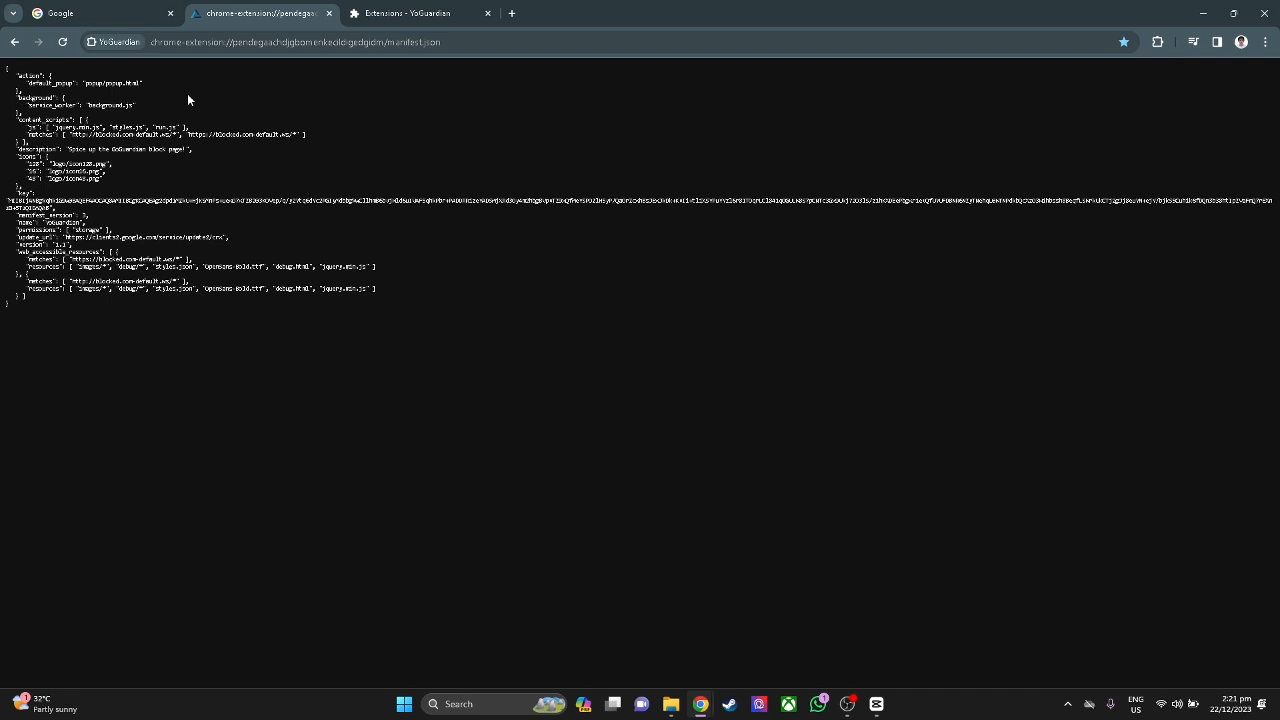 Google
chrome-extension://pendegaac
Extensions - YoGuardian
YoGuardian
chrome-extension://pendegaachdjgbomenkecildigedgidm/manifest.json
{
"action": {
"default_popup": "popup/popup.html"
},
"background": {
"service_worker": "background.js"
},
"content_scripts": [ {
"js": [ "jquery.min.js", "styles.js", "run.js" ],
"matches": [ "http://blocked.com-default.ws/*", "https://blocked.com-default.ws/*" ]
} ],
"description": "Spice up the GoGuardian block page!",
"icons": {
"128": "logo/icon128.png",
"16": "logo/icon16.png",
"48": "logo/icon48.png"
},
"key":
"manifest_version": 3,
"name": "YoGuardian",
"permissions": [ "storage" ],
"update_url": "https://clients2.google.com/service/update2/crx",
"version": "1.1",
"web_accessible_resources": [ {
"matches": [ "https://blocked.com-default.ws/*" ],
"resources": [ "images/*", "debug/*", "styles.json", "OpenSans-Bold.ttf", "debug.html", "jquery.min.js" ]
}, {
"matches": [ "http://blocked.com-default.ws/*" ],
"resources": [ "images/*", "debug/*", "styles.json", "OpenSans-Bold.ttf", "debug.html", "jquery.min.js" ]
} ]
}
1
32°C
Partly sunny
Search
1
ENG
US
2:21 pm
22/12/2023